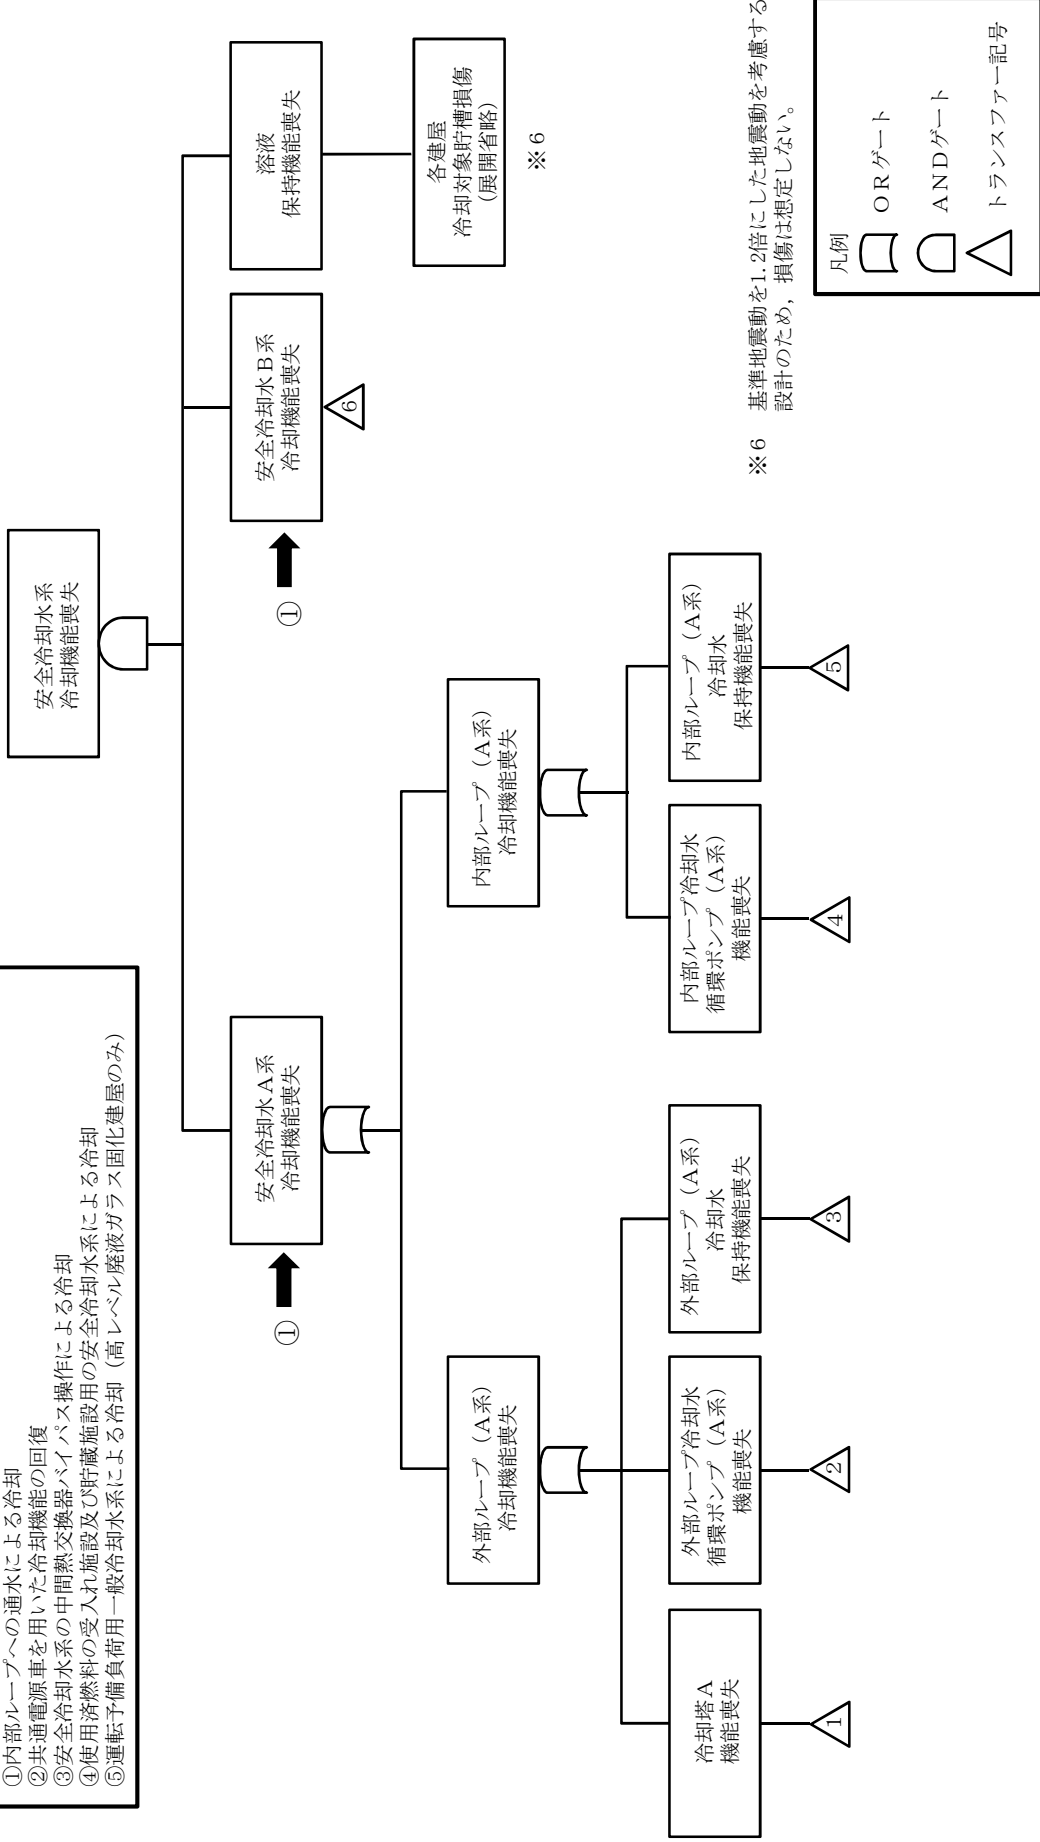 ①内部ループへの通水による冷却
②共通電源車を用いた冷却機能の回復
③安全冷却水系の中間熱交換器バイパス操作による冷却
④使用済燃料の受入れ施設及び貯蔵施設用の安全冷却水系による冷却
⑤運転予備負荷用一般冷却水系による冷却（高レベル廃液ガラス固化建屋のみ）
安全冷却水系
冷却機能喪失
①
安全冷却水A系
冷却機能喪失
①
安全冷却水B系
冷却機能喪失
6
溶液
保持機能喪失
各建屋
冷却対象貯槽損傷
(展開省略)
※6
外部ループ（A系）
冷却機能喪失
内部ループ（A系）
冷却機能喪失
冷却塔A
機能喪失
1
外部ループ冷却水
循環ポンプ（A系）
機能喪失
2
外部ループ（A系）
冷却水
保持機能喪失
3
内部ループ冷却水
循環ポンプ（A系）
機能喪失
4
内部ループ（A系）
冷却水
保持機能喪失
5
※6 基準地震動を1.2倍にした地震動を考慮する
設計のため，損傷は想定しない。
凡例
ORゲート
ANDゲート
トランスファー記号